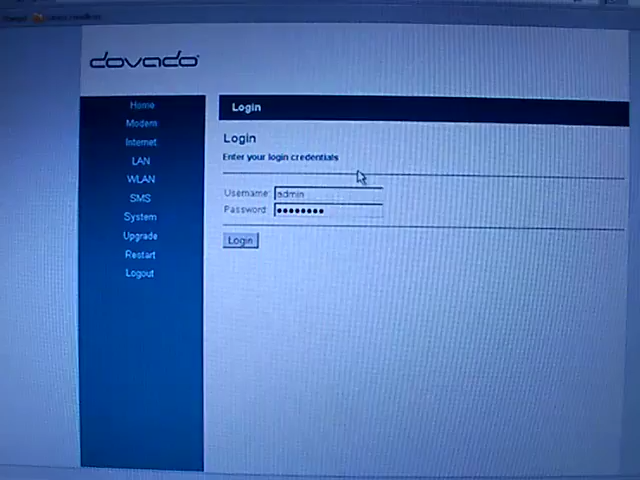 dovado
Home
Modem
Internet
LAN
WLAN
SMS
System
Upgrade
Restart
Logout
Login
Login
Enter your login credentials
Username: admin
Password: ●●●●●●●●
Login